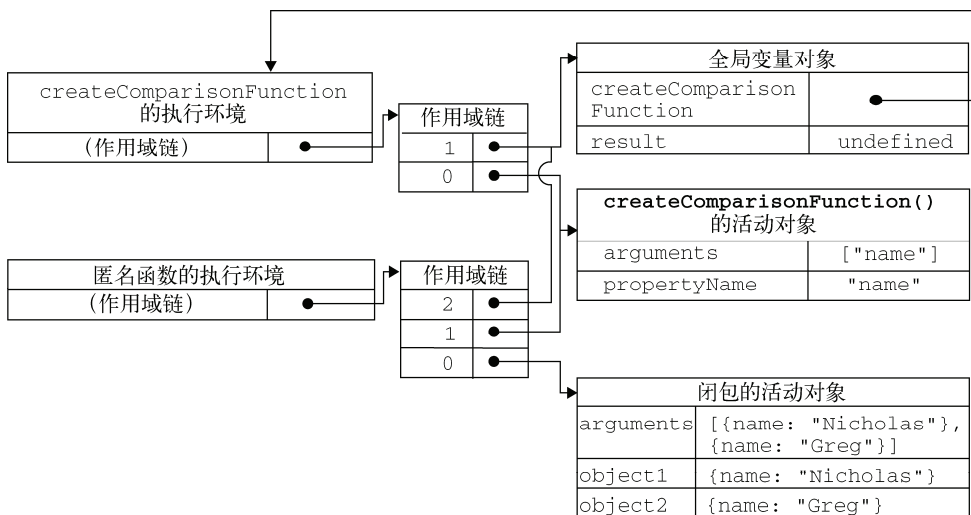 createComparisonFunction
的执行环境
(作用域链)
作用域链
1
0
全局变量对象
createComparison
Function
result undefined
createComparisonFunction()
的活动对象
arguments ["name"]
propertyName "name"
匿名函数的执行环境
(作用域链)
作用域链
2
1
0
闭包的活动对象
arguments [{name: "Nicholas"},
{name: "Greg"}]
object1 {name: "Nicholas"}
object2 {name: "Greg"}